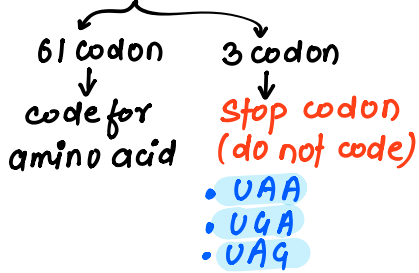 61 codon
code for
amino acid
3 codon
Stop codon
(do not code)
• UAA
• UGA
• UAG